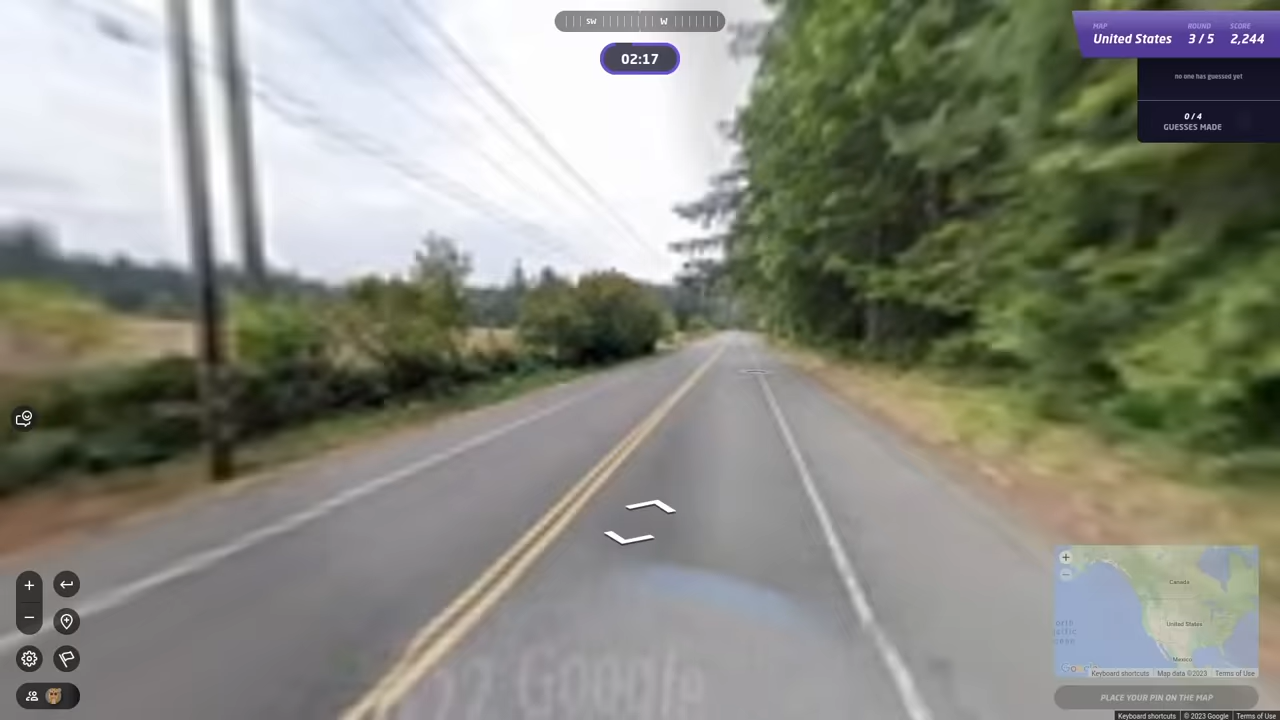 SW
W
02:17
MAP
United States
ROUND
3 / 5
SCORE
2,244
no one has guessed yet
0 / 4
GUESSES MADE
Google
+
−
+
−
Canada
United States
Mexico
Google
Keyboard shortcuts
Map data ©2023
Terms of Use
PLACE YOUR PIN ON THE MAP
Keyboard shortcuts
© 2023 Google
Terms of Use